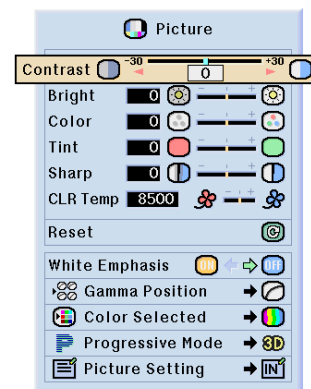 Picture
Contrast -30 0 +30
Bright 0 - +
Color 0 - +
Tint 0 - +
Sharp 0 - +
CLR Temp 8500 - +
Reset
White Emphasis ON OFF
Gamma Position
Color Selected
Progressive Mode 3D
Picture Setting IN